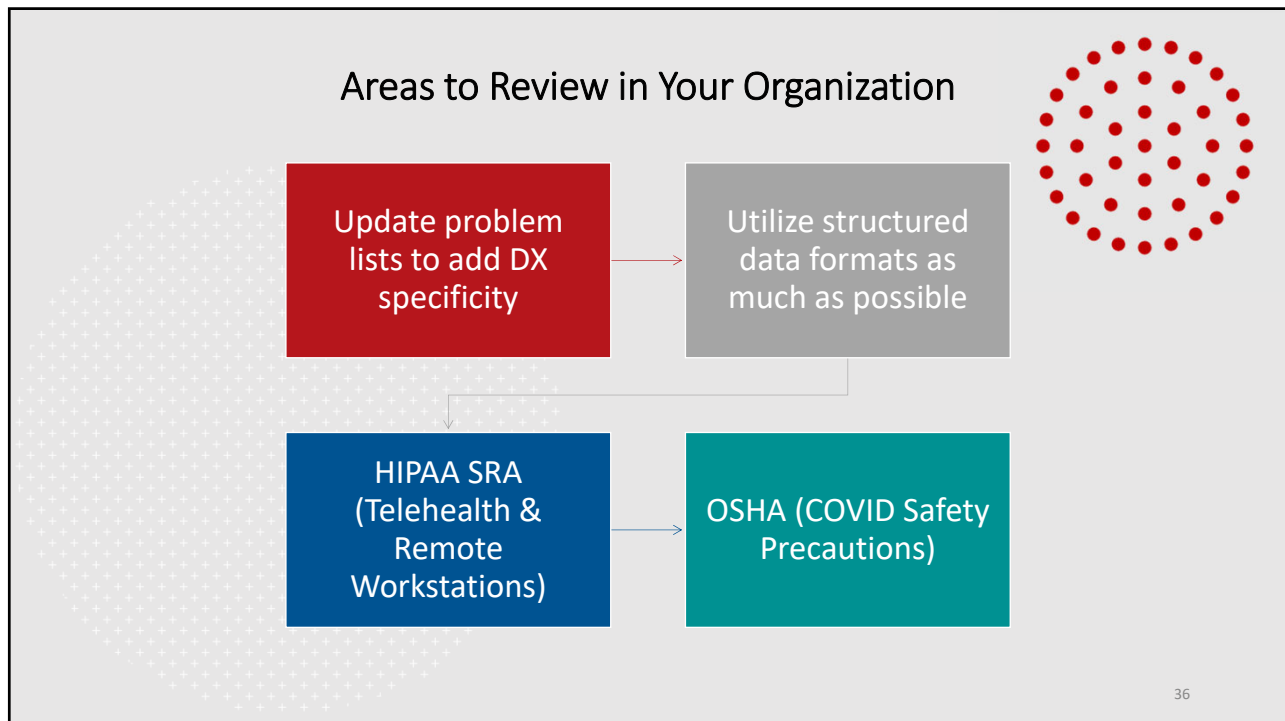 Areas to Review in Your Organization
Update problem
lists to add DX
specificity
Utilize structured
data formats as
much as possible
HIPAA SRA
(Telehealth &
Remote
Workstations)
OSHA (COVID Safety
Precautions)
36